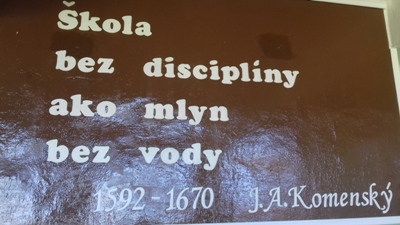 Škola
bez disciplíny
ako mlyn
bez vody
1592-1670 J.A.Komenský